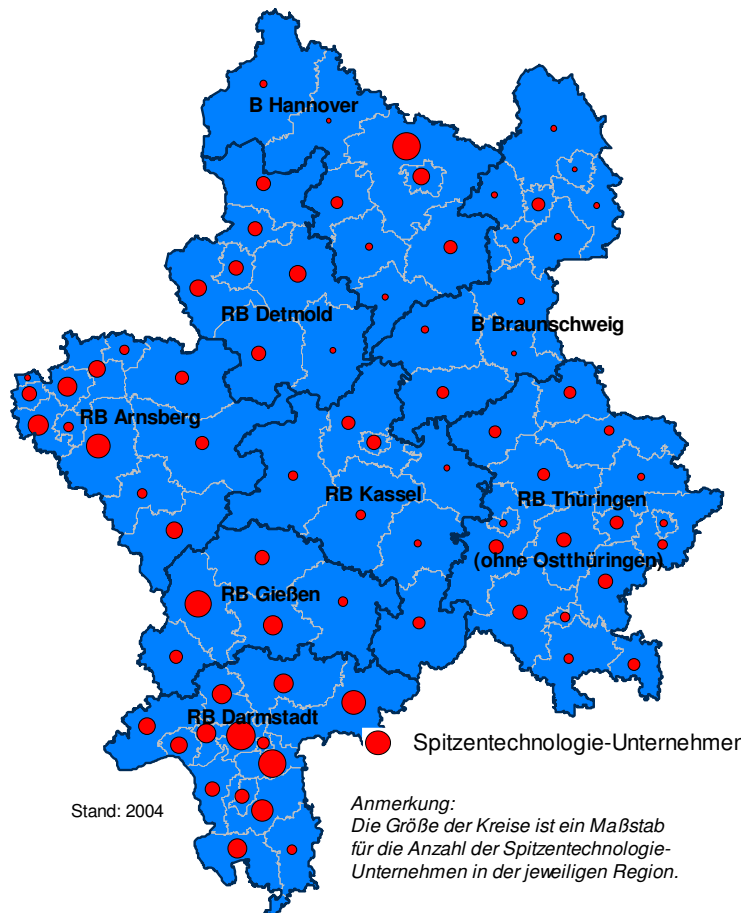 B Hannover
RB Detmold
B Braunschweig
RB Arnsberg
RB Kassel
RB Thüringen
(ohne Ostthüringen)
RB Gießen
RB Darmstadt
Spitzentechnologie-Unternehmen
Stand: 2004
Anmerkung:
Die Größe der Kreise ist ein Maßstab
für die Anzahl der Spitzentechnologie-
Unternehmen in der jeweiligen Region.